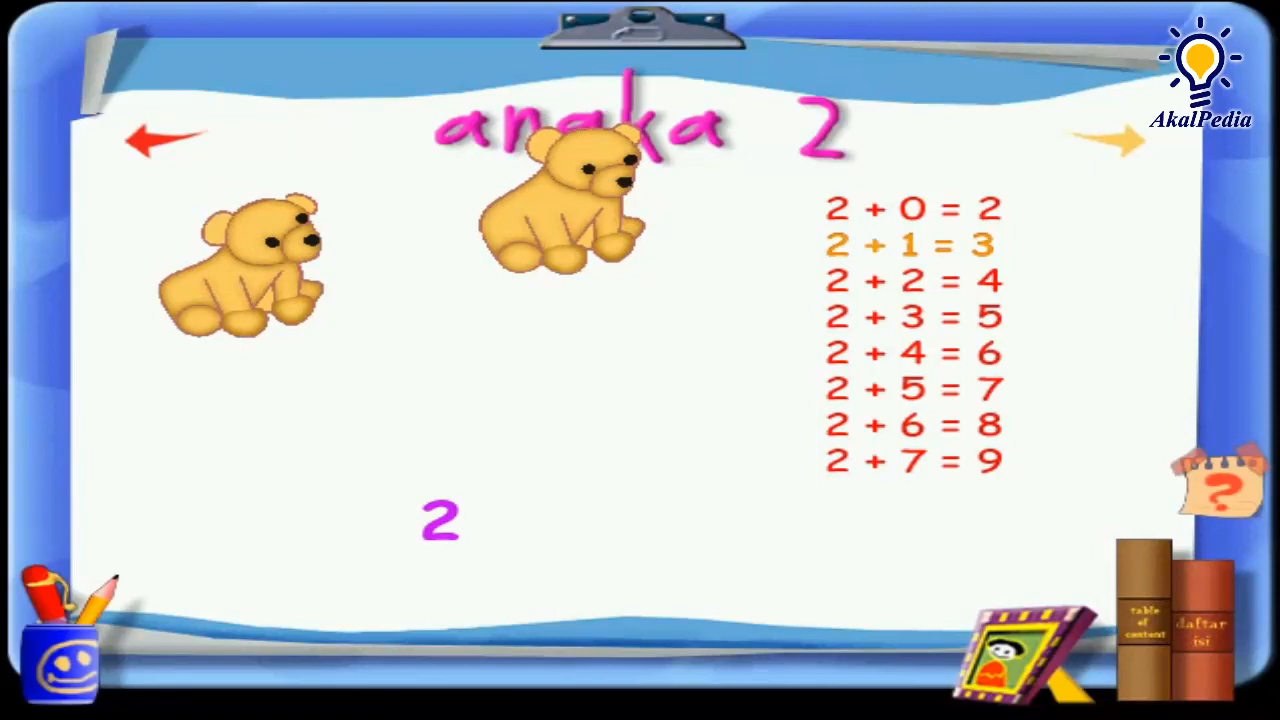 AkalPedia
angka 2
2 + 0 = 2
2 + 1 = 3
2 + 2 = 4
2 + 3 = 5
2 + 4 = 6
2 + 5 = 7
2 + 6 = 8
2 + 7 = 9
2
?
table
of
content
daftar
isi